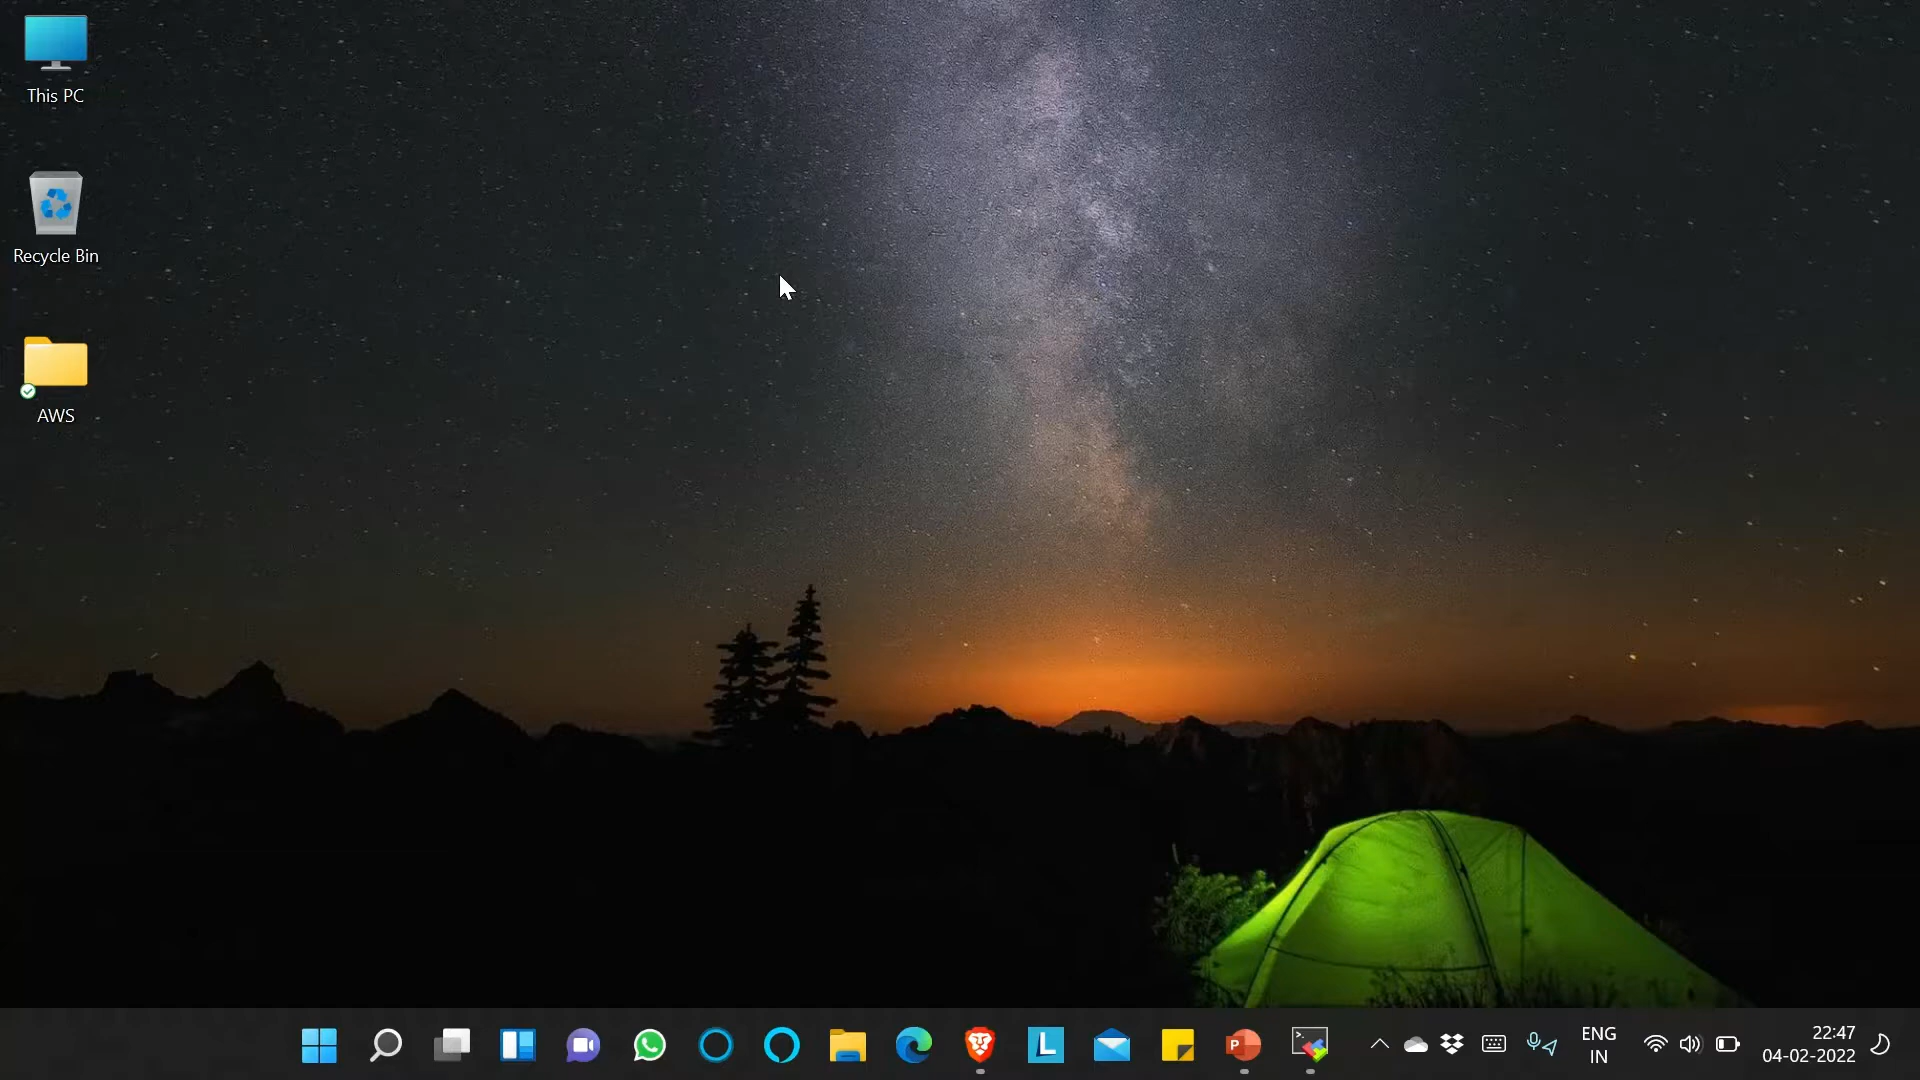 This PC
Recycle Bin
AWS
L
P
>_
ENG
IN
22:47
04-02-2022